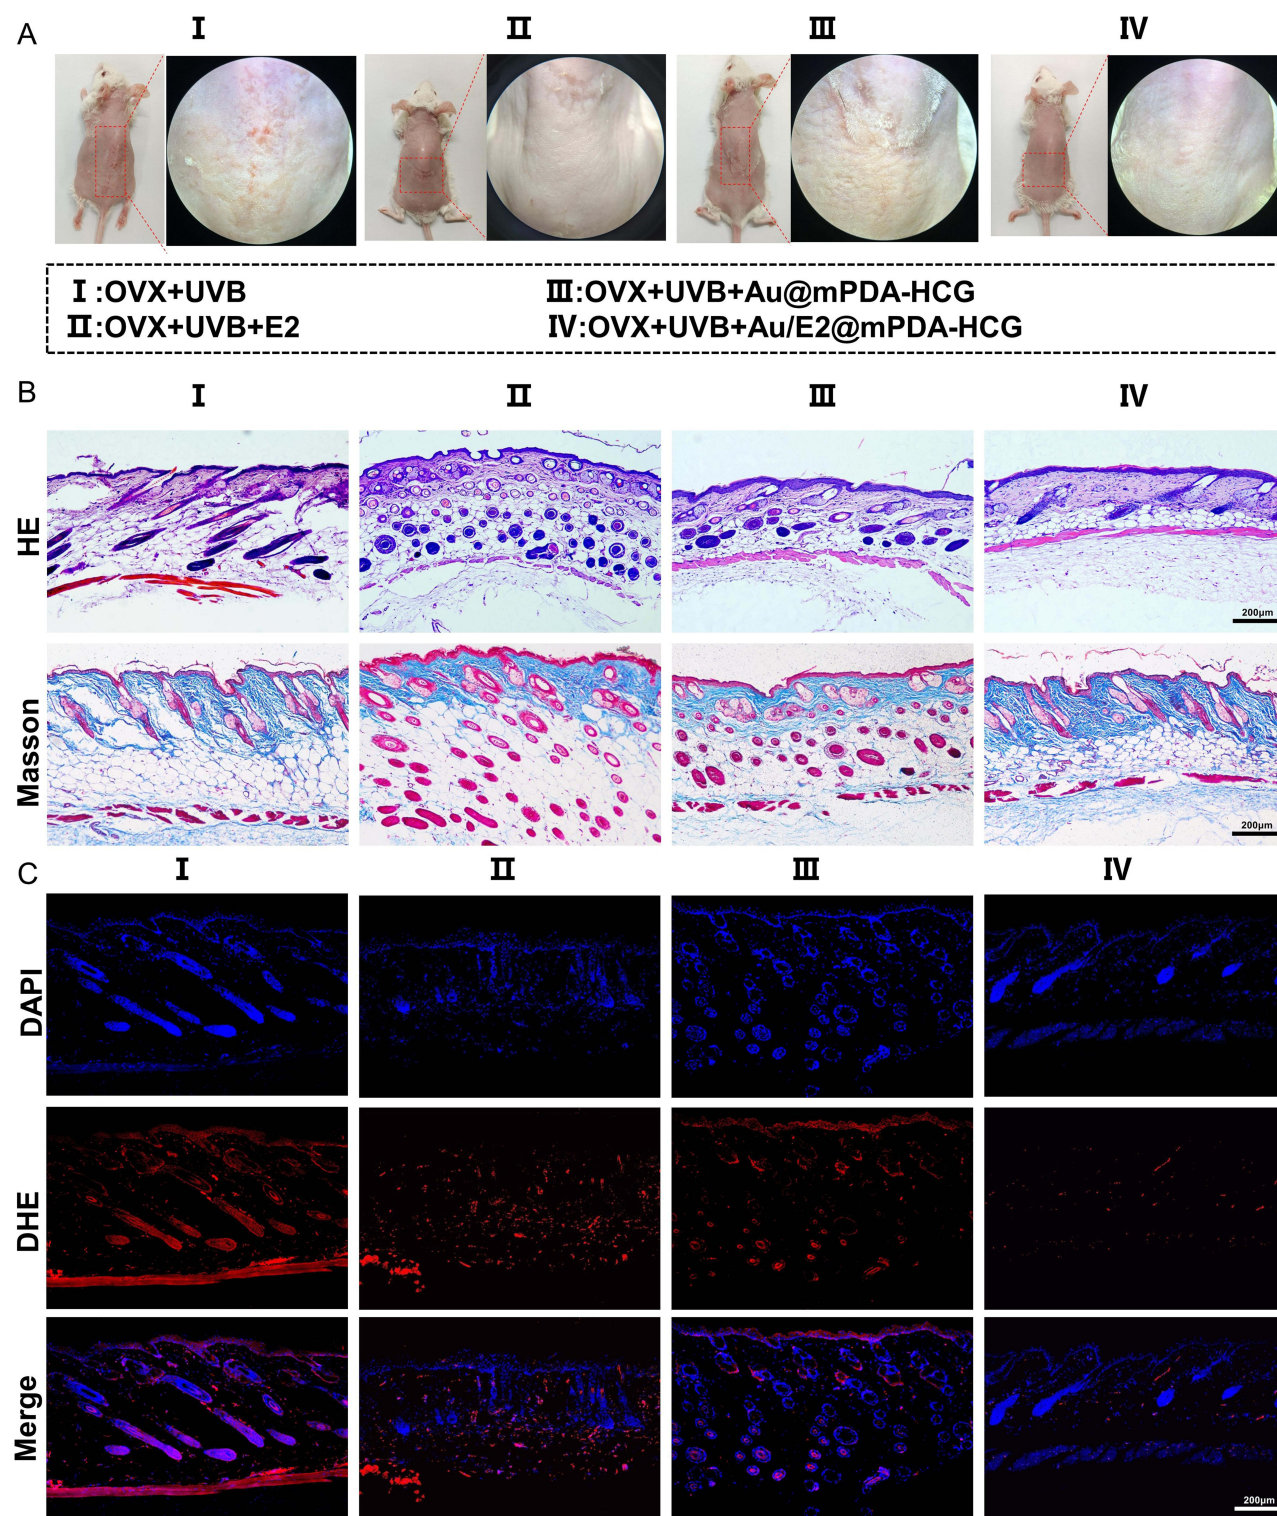 A
Ⅰ Ⅱ Ⅲ Ⅳ
Ⅰ:OVX+UVB Ⅲ:OVX+UVB+Au@mPDA-HCG
Ⅱ:OVX+UVB+E2 Ⅳ:OVX+UVB+Au/E2@mPDA-HCG
B
Ⅰ Ⅱ Ⅲ Ⅳ
HE
200μm
Masson
200μm
C
Ⅰ Ⅱ Ⅲ Ⅳ
DAPI
DHE
Merge
200μm